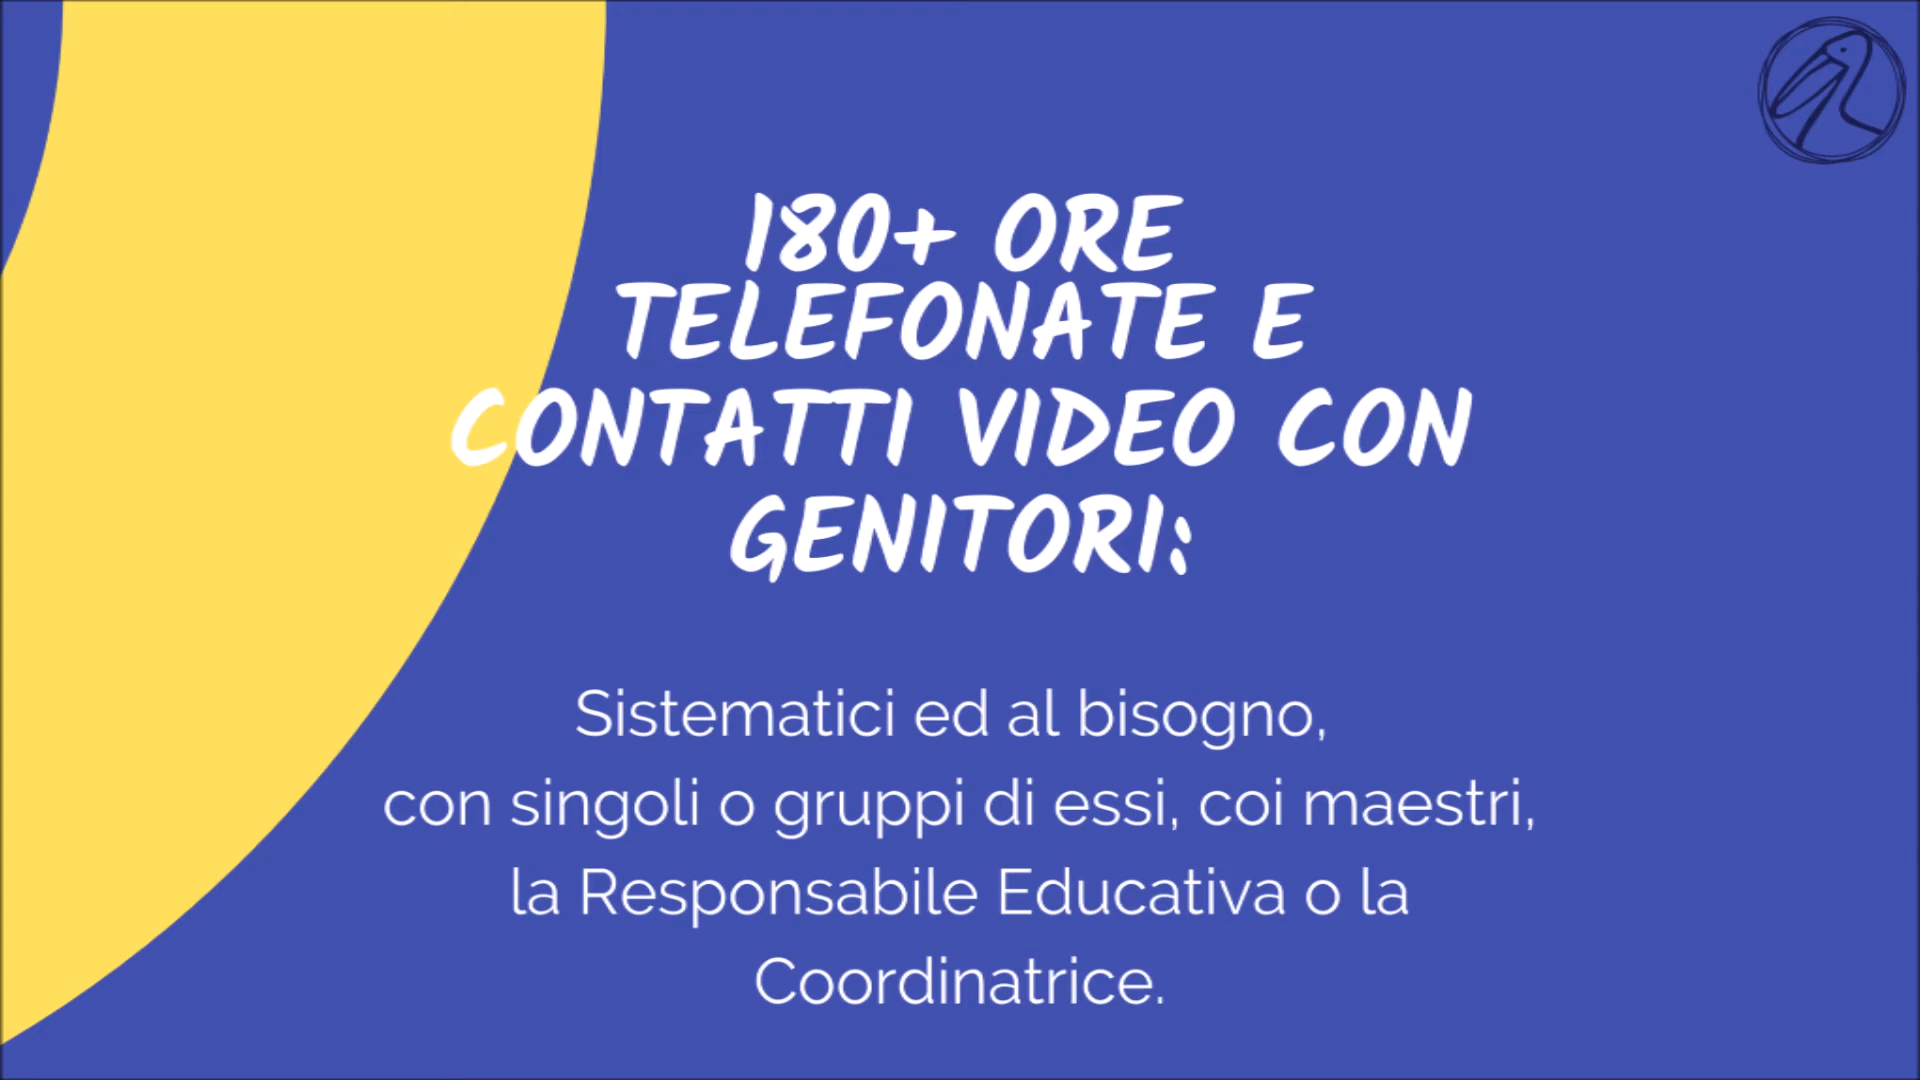 180+ ORE
TELEFONATE E
CONTATTI VIDEO CON
GENITORI:
Sistematici ed al bisogno,
con singoli o gruppi di essi, coi maestri,
la Responsabile Educativa o la
Coordinatrice.